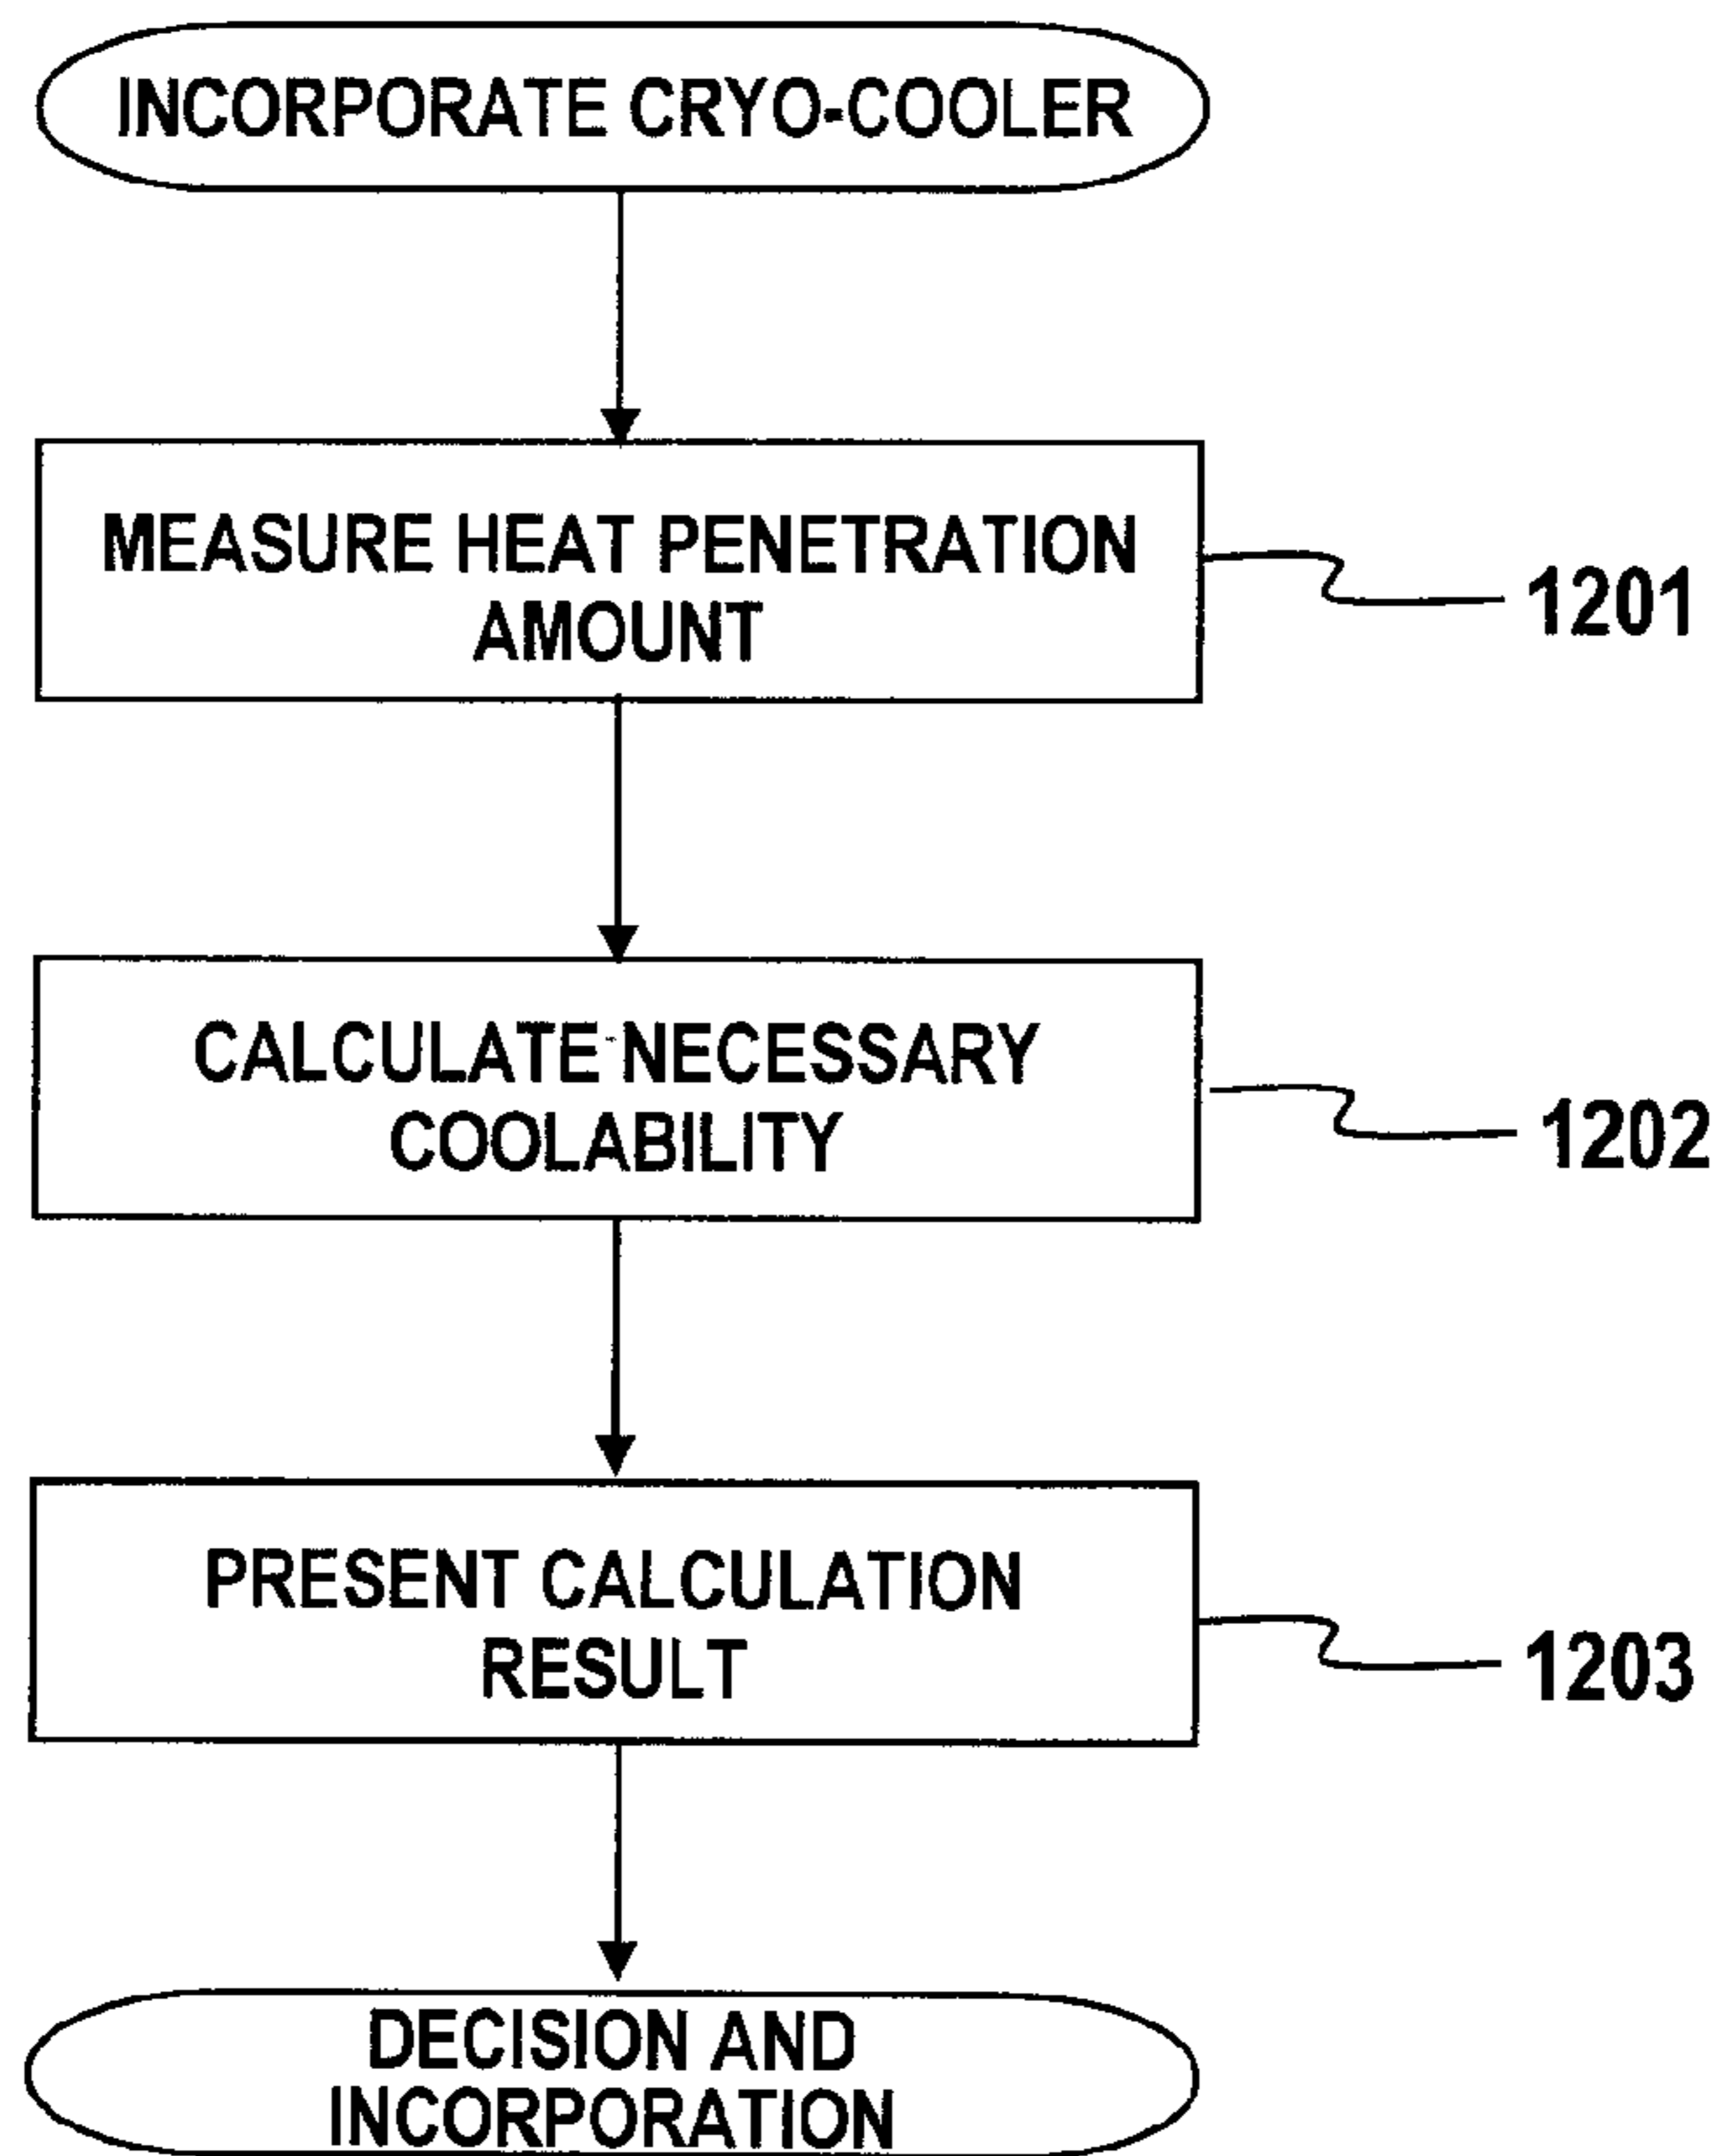 INCORPORATE CRYO-COOLER
MEASURE HEAT PENETRATION
AMOUNT
1201
CALCULATE NECESSARY
COOLABILITY
1202
PRESENT CALCULATION
RESULT
1203
DECISION AND
INCORPORATION